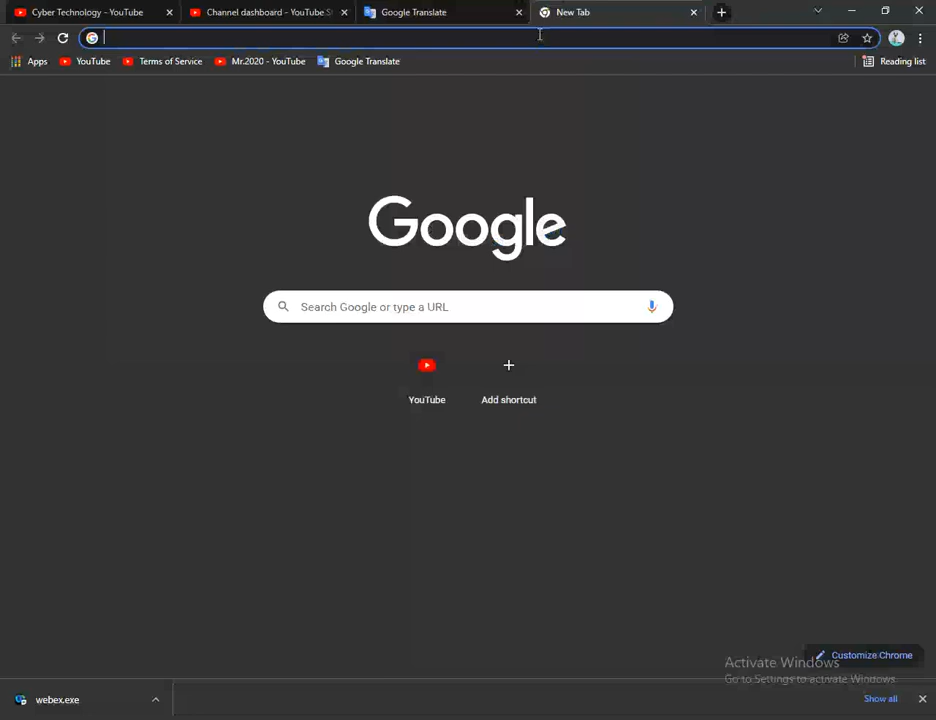 Cyber Technology - YouTube
Channel dashboard - YouTube S
Google Translate
New Tab
Apps
YouTube
Terms of Service
Mr.2020 - YouTube
Google Translate
Reading list
Google
Search Google or type a URL
YouTube
Add shortcut
Customize Chrome
Activate Windows
Go to Settings to activate Windows.
webex.exe
Show all